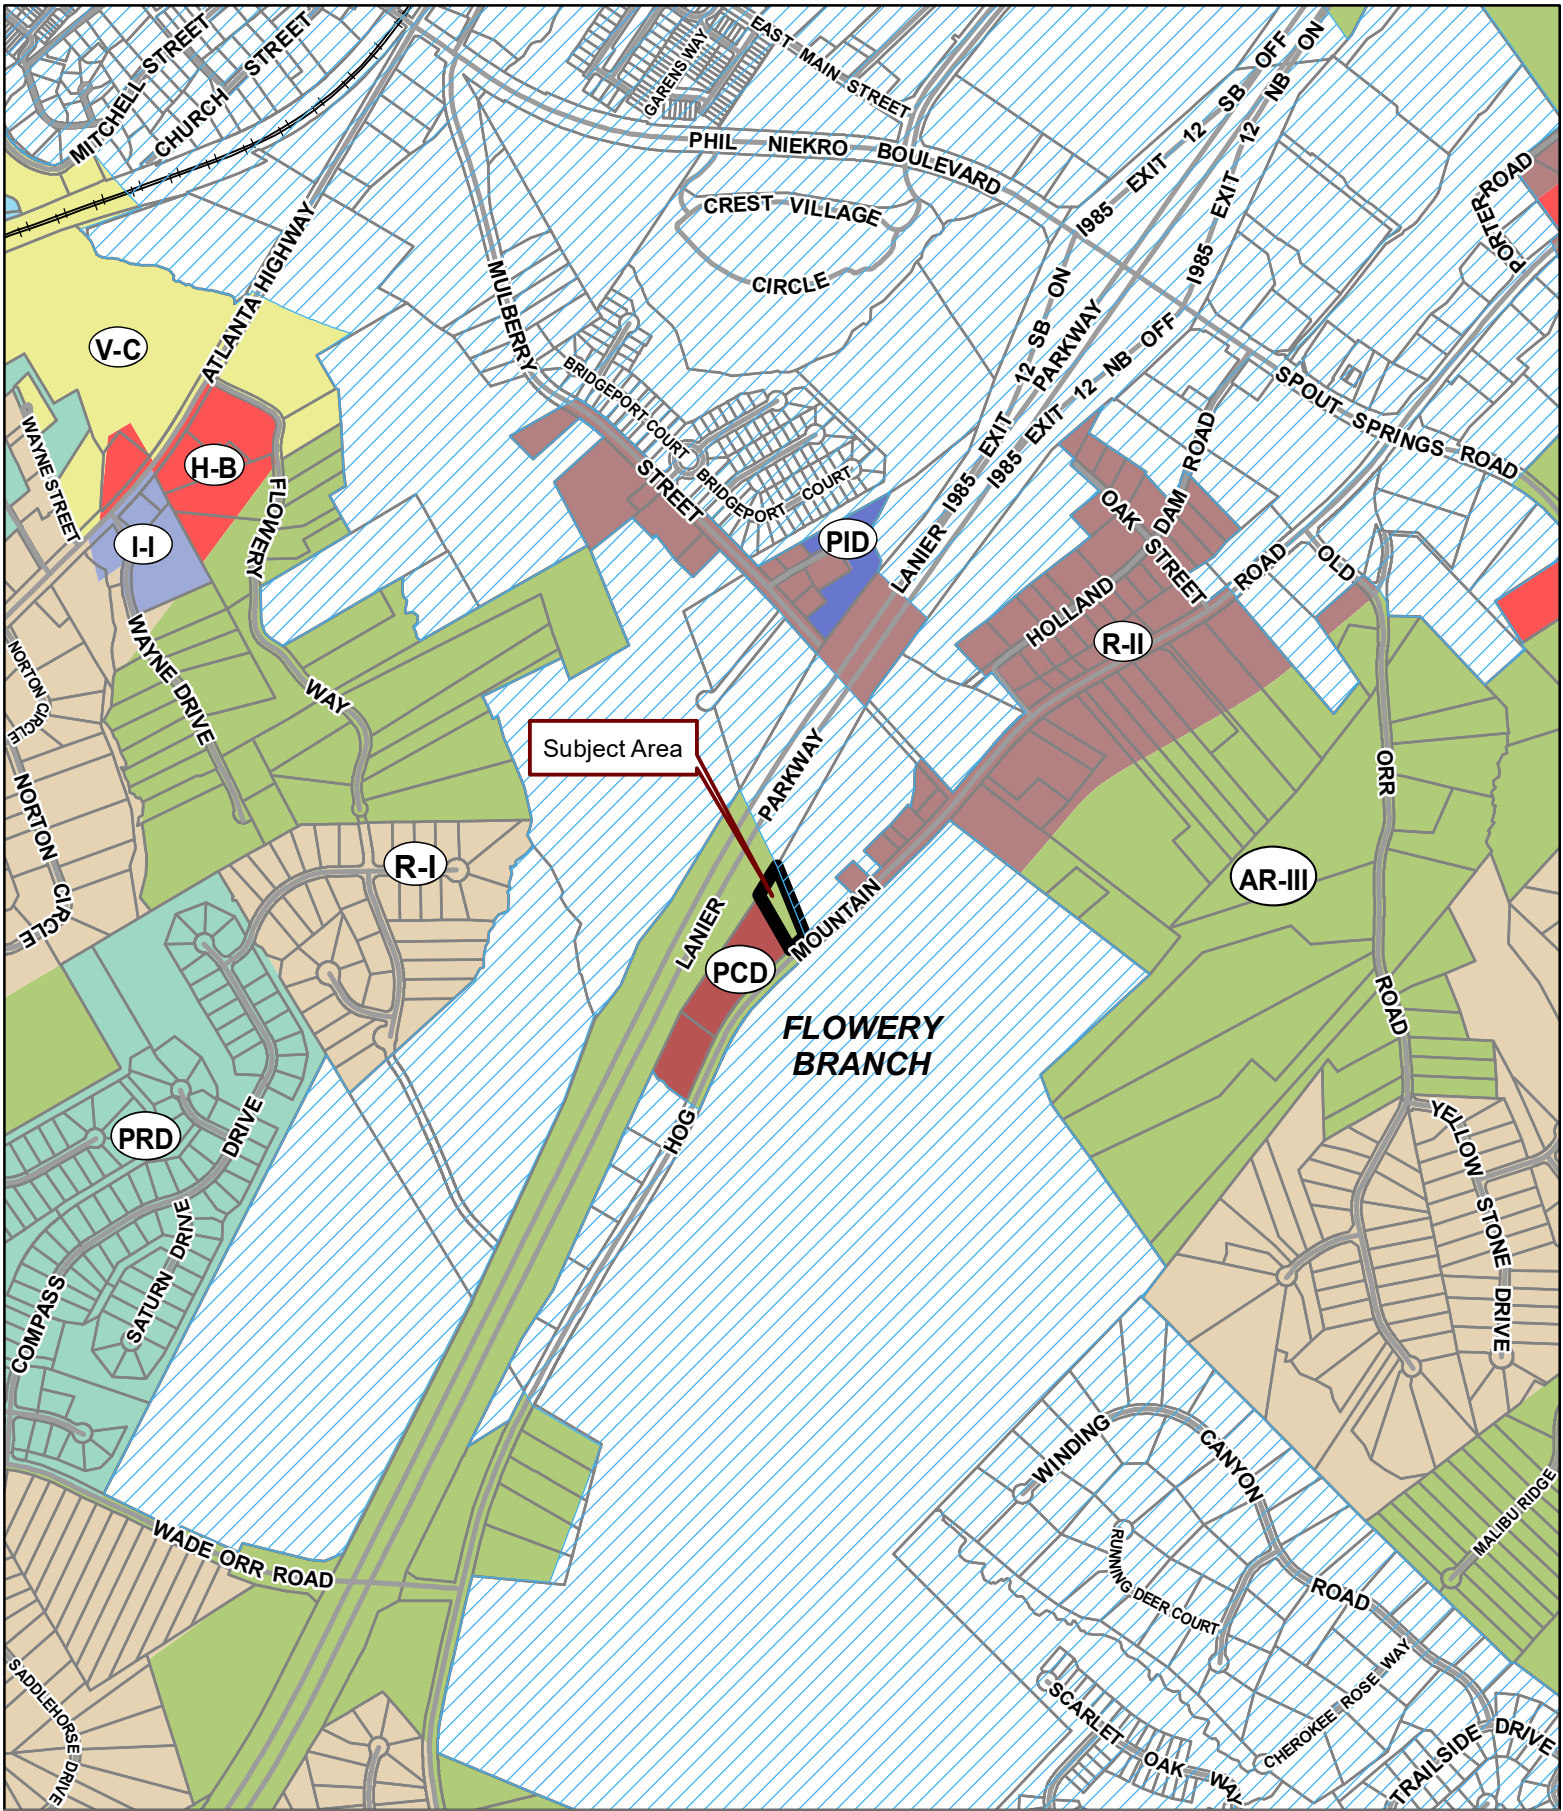 MITCHELL STREET
CHURCH STREET
GARENS WAY
EAST MAIN STREET
PHIL NIEKRO BOULEVARD
I985 EXIT 12 SB OFF
I985 EXIT 12 NB ON
PORTER ROAD
CREST VILLAGE
CIRCLE
ATLANTA HIGHWAY
MULBERRY
STREET
I985 EXIT 12 SB ON
LANIER PARKWAY
I985 EXIT 12 NB OFF
V-C
BRIDGEPORT COURT
BRIDGEPORT COURT
SPOUT SPRINGS ROAD
WAYNE STREET
H-B
FLOWERY
WAY
I-I
PID
OAK STREET
HOLLAND DAM ROAD
ROAD
OLD
ORR
ROAD
R-II
WAYNE DRIVE
NORTON CIRCLE
NORTON CIRCLE
CIRCLE
Subject Area
PARKWAY
LANIER
R-I
AR-III
MOUNTAIN
HOG
PCD
FLOWERY
BRANCH
PRD
DRIVE
COMPASS
SATURN DRIVE
YELLOW STONE DRIVE
WINDING
CANYON
ROAD
MALIBU RIDGE
WADE ORR ROAD
RUNNING DEER COURT
CHEROKEE ROSE WAY
SADDLEHORSE DRIVE
SCARLET OAK WAY
TRAILSIDE DRIVE